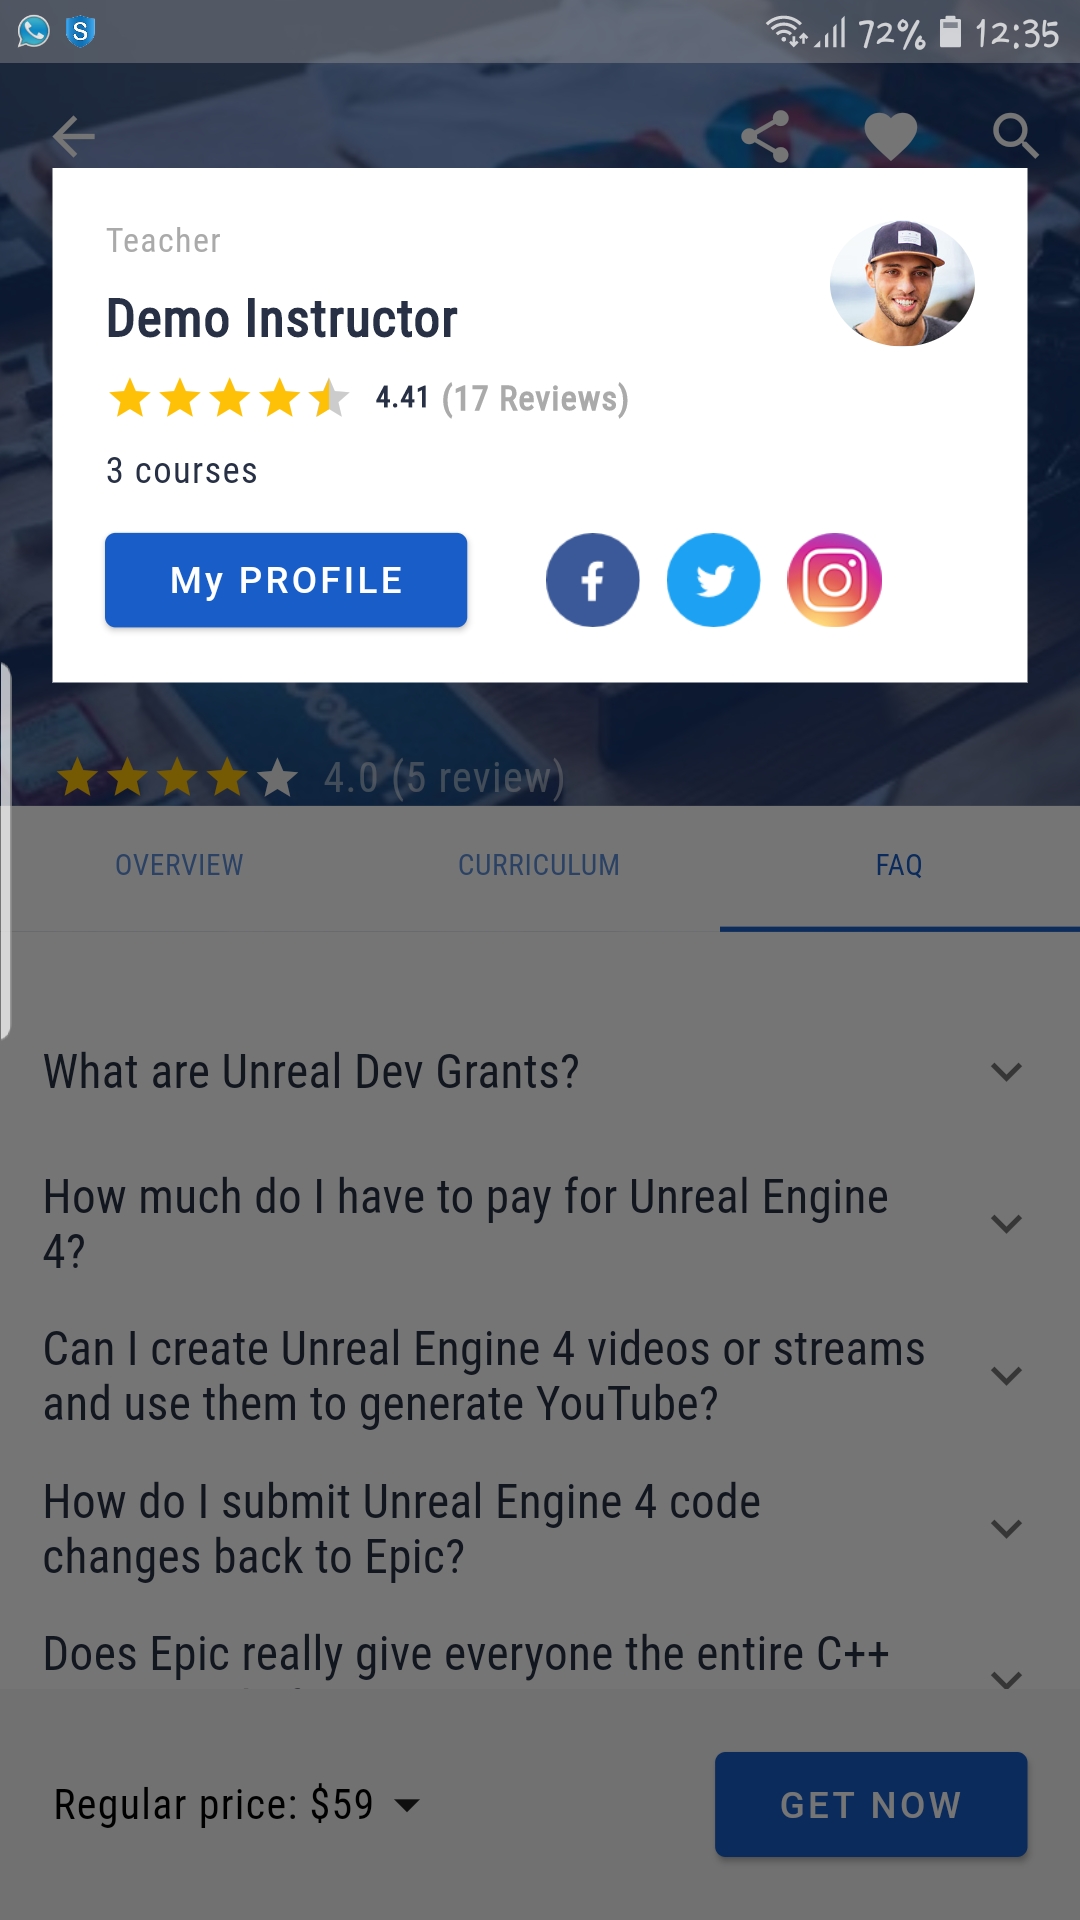 72% 12:35
Teacher
Demo Instructor
4.41 (17 Reviews)
3 courses
My PROFILE
4.0 (5 review)
OVERVIEW CURRICULUM FAQ
What are Unreal Dev Grants?
How much do I have to pay for Unreal Engine
4?
Can I create Unreal Engine 4 videos or streams
and use them to generate YouTube?
How do I submit Unreal Engine 4 code
changes back to Epic?
Does Epic really give everyone the entire C++
Regular price: $59 GET NOW